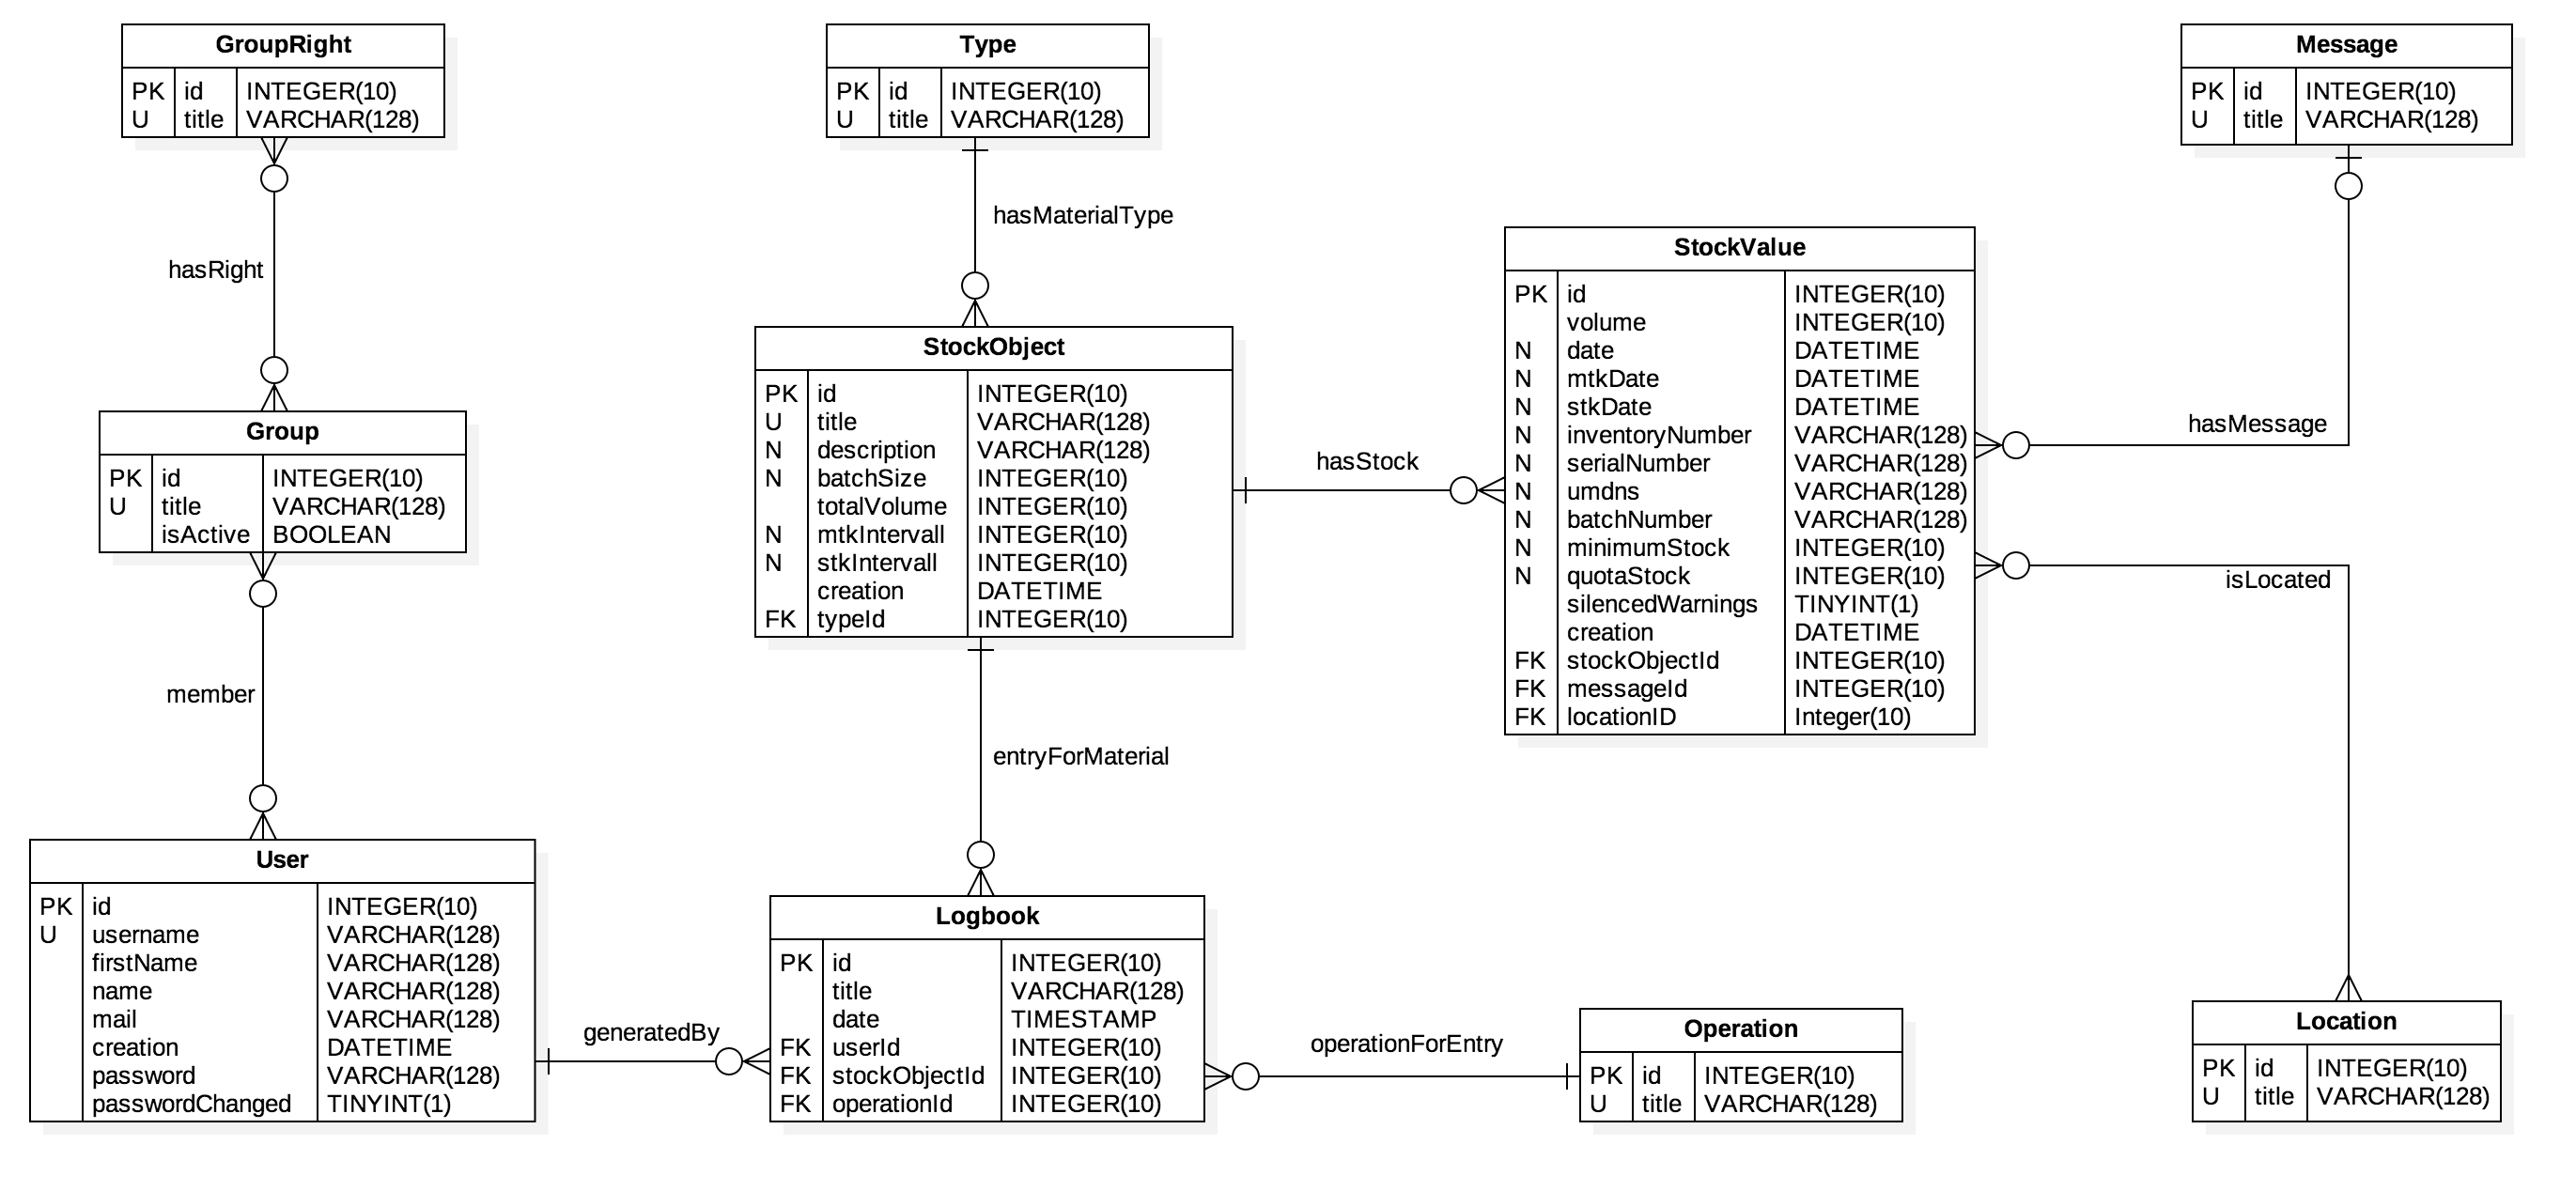 GroupRight
PK id INTEGER(10)
U title VARCHAR(128)
hasRight
Group
PK id INTEGER(10)
U title VARCHAR(128)
isActive BOOLEAN
member
User
PK id INTEGER(10)
U username VARCHAR(128)
firstName VARCHAR(128)
name VARCHAR(128)
mail VARCHAR(128)
creation DATETIME
password VARCHAR(128)
passwordChanged TINYINT(1)
generatedBy
Type
PK id INTEGER(10)
U title VARCHAR(128)
hasMaterialType
StockObject
PK id INTEGER(10)
U title VARCHAR(128)
N description VARCHAR(128)
N batchSize INTEGER(10)
totalVolume INTEGER(10)
N mtkIntervall INTEGER(10)
N stkIntervall INTEGER(10)
creation DATETIME
FK typeId INTEGER(10)
entryForMaterial
Logbook
PK id INTEGER(10)
title VARCHAR(128)
date TIMESTAMP
FK userId INTEGER(10)
FK stockObjectId INTEGER(10)
FK operationId INTEGER(10)
hasStock
StockValue
PK id INTEGER(10)
volume INTEGER(10)
N date DATETIME
N mtkDate DATETIME
N stkDate DATETIME
N inventoryNumber VARCHAR(128)
N serialNumber VARCHAR(128)
N umdns VARCHAR(128)
N batchNumber VARCHAR(128)
N minimumStock INTEGER(10)
N quotaStock INTEGER(10)
silencedWarnings TINYINT(1)
creation DATETIME
FK stockObjectId INTEGER(10)
FK messageId INTEGER(10)
FK locationID Integer(10)
operationForEntry
Operation
PK id INTEGER(10)
U title VARCHAR(128)
Message
PK id INTEGER(10)
U title VARCHAR(128)
hasMessage
isLocated
Location
PK id INTEGER(10)
U title VARCHAR(128)